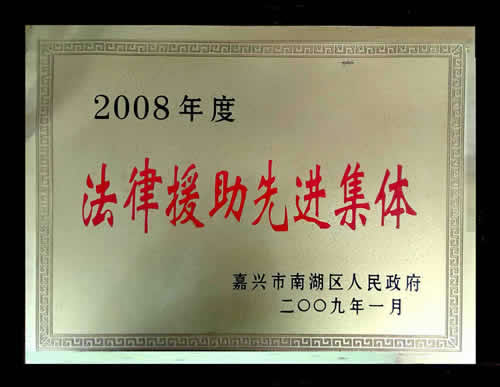 2008年度
法律援助先进集体
嘉兴市南湖区人民政府
二〇〇九年一月